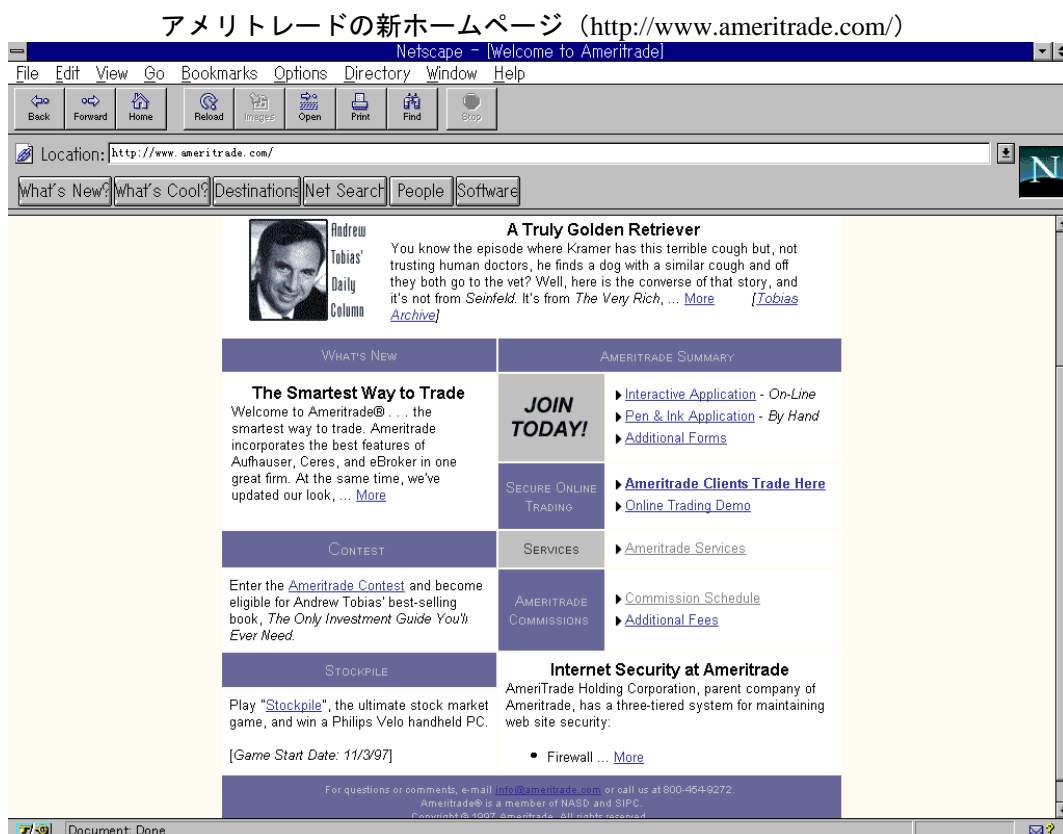 アメリトレードの新ホームページ（http://www.ameritrade.com/）
Netscape - [Welcome to Ameritrade]
File Edit View Go Bookmarks Options Directory Window Help
Back Forward Home Reload Images Open Print Find Stop
Location: http://www.ameritrade.com/
N
What's New? What's Cool? Destinations Net Search People Software
Andrew
Tobias'
Daily
Column
A Truly Golden Retriever
You know the episode where Kramer has this terrible cough but, not
trusting human doctors, he finds a dog with a similar cough and off
they both go to the vet? Well, here is the converse of that story, and
it's not from Seinfeld. It's from The Very Rich, ... More [Tobias
Archive]
What's New
The Smartest Way to Trade
Welcome to Ameritrade® . . . the
smartest way to trade. Ameritrade
incorporates the best features of
Aufhauser, Ceres, and eBroker in one
great firm. At the same time, we've
updated our look, ... More
Contest
Enter the Ameritrade Contest and become
eligible for Andrew Tobias' best-selling
book, The Only Investment Guide You'll
Ever Need.
Stockpile
Play "Stockpile", the ultimate stock market
game, and win a Philips Velo handheld PC.
[Game Start Date: 11/3/97]
Ameritrade Summary
JOIN
TODAY!
Interactive Application - On-Line
Pen & Ink Application - By Hand
Additional Forms
Secure Online
Trading
Ameritrade Clients Trade Here
Online Trading Demo
Services
Ameritrade Services
Ameritrade
Commissions
Commission Schedule
Additional Fees
Internet Security at Ameritrade
AmeriTrade Holding Corporation, parent company of
Ameritrade, has a three-tiered system for maintaining
web site security:
• Firewall ... More
For questions or comments, e-mail info@ameritrade.com or call us at 800-454-9272.
Ameritrade® is a member of NASD and SIPC.
Copyright © 1997 Ameritrade. All rights reserved.
Document: Done